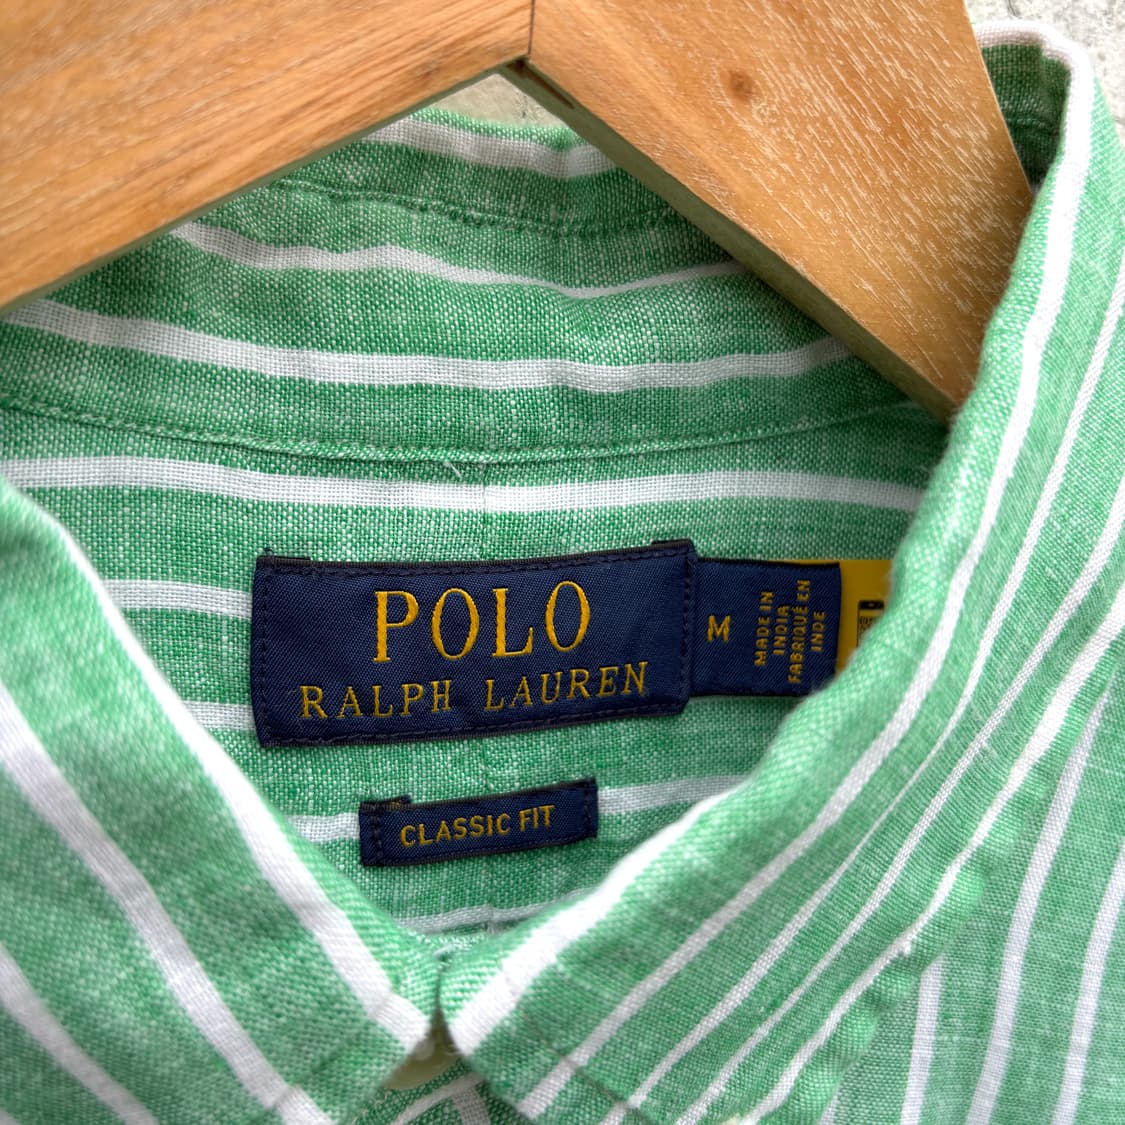 POLO
RALPH LAUREN
M
MADE IN
INDIA
FABRIQUÉ EN
INDE
CLASSIC FIT